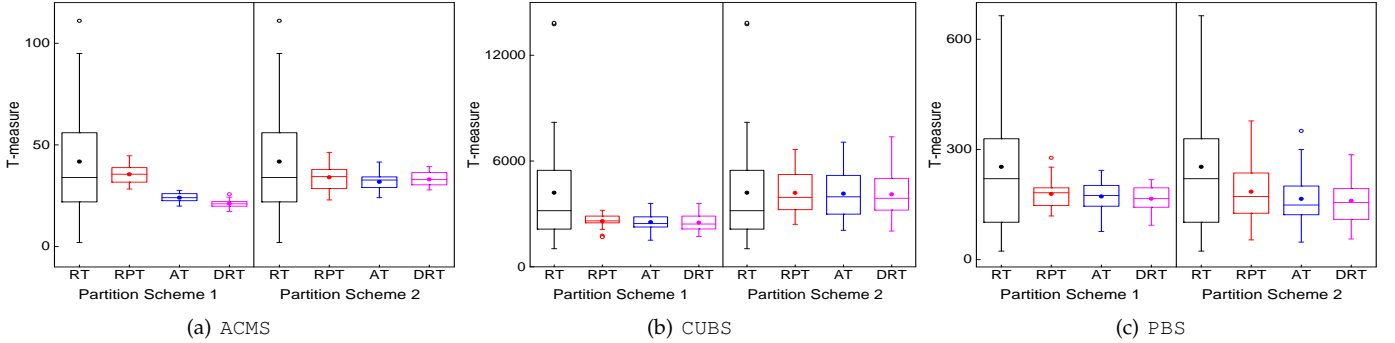 T-measure
100
50
0
RT RPT AT DRT RT RPT AT DRT
Partition Scheme 1 Partition Scheme 2
(a) ACMS
T-measure
12000
6000
0
RT RPT AT DRT RT RPT AT DRT
Partition Scheme 1 Partition Scheme 2
(b) CUBS
T-measure
600
300
0
RT RPT AT DRT RT RPT AT DRT
Partition Scheme 1 Partition Scheme 2
(c) PBS